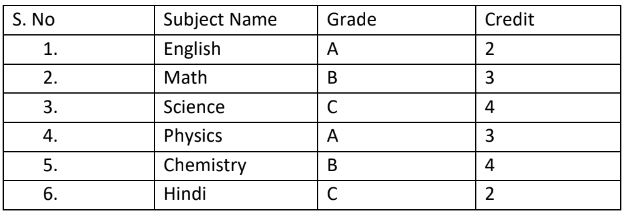 S. No Subject Name Grade Credit
1. English A 2
2. Math B 3
3. Science C 4
4. Physics A 3
5. Chemistry B 4
6. Hindi C 2